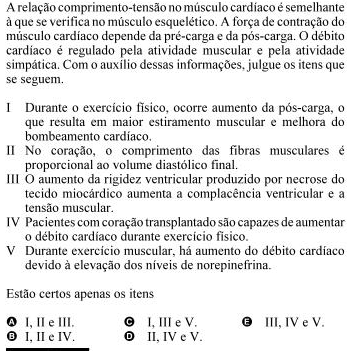 A relação comprimento-tensão no músculo cardíaco é semelhante
à que se verifica no músculo esquelético. A força de contração do
músculo cardíaco depende da pré-carga e da pós-carga. O débito
cardíaco é regulado pela atividade muscular e pela atividade
simpática. Com o auxílio dessas informações, julgue os itens que
se seguem.
I Durante o exercício físico, ocorre aumento da pós-carga, o
que resulta em maior estiramento muscular e melhora do
bombeamento cardíaco.
II No coração, o comprimento das fibras musculares é
proporcional ao volume diastólico final.
III O aumento da rigidez ventricular produzido por necrose do
tecido miocárdico aumenta a complacência ventricular e a
tensão muscular.
IV Pacientes com coração transplantado são capazes de aumentar
o débito cardíaco durante exercício físico.
V Durante exercício muscular, há aumento do débito cardíaco
devido à elevação dos níveis de norepinefrina.
Estão certos apenas os itens
A I, II e III. C I, III e V. E III, IV e V.
B I, II e IV. D II, IV e V.